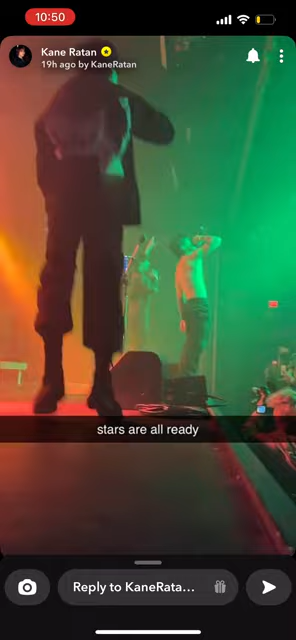 10:50
Kane Ratan
19h ago by KaneRatan
stars are all ready
Reply to KaneRata...